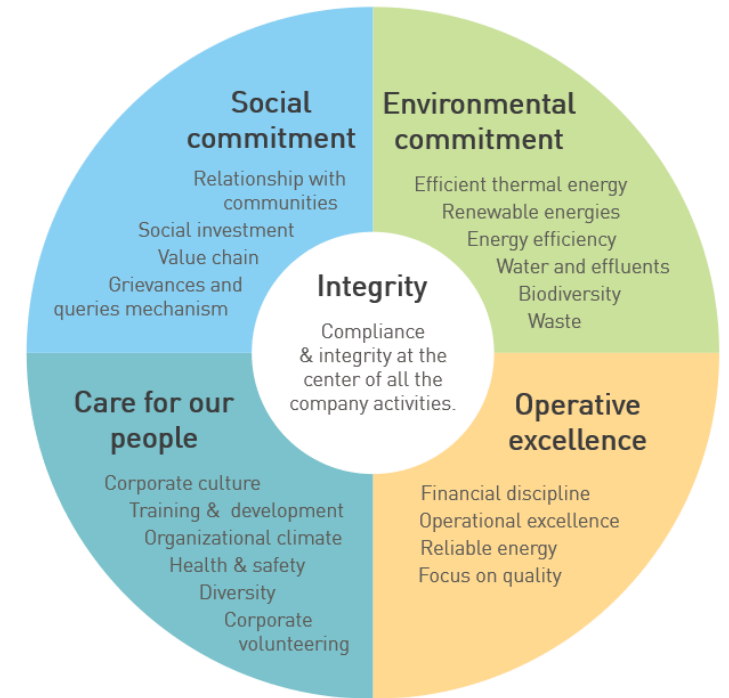 Social
commitment
Relationship with
communities
Social investment
Value chain
Grievances and
queries mechanism
Environmental
commitment
Efficient thermal energy
Renewable energies
Energy efficiency
Water and effluents
Biodiversity
Waste
Integrity
Compliance
& integrity at the
center of all the
company activities.
Care for our
people
Corporate culture
Training & development
Organizational climate
Health & safety
Diversity
Corporate
volunteering
Operative
excellence
Financial discipline
Operational excellence
Reliable energy
Focus on quality